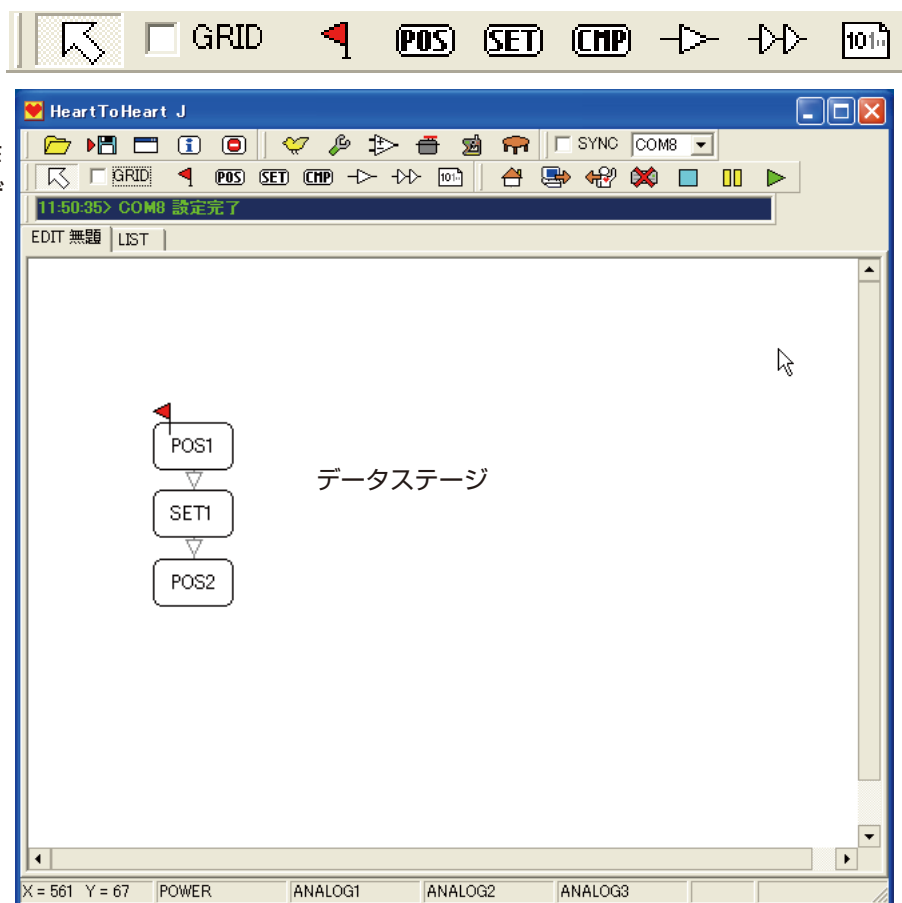 GRID POS SET CMP 101
HeartToHeart J
SYNC COM8
GRID POS SET CMP 101
11:50:35> COM8 設定完了
EDIT 無題 LIST
POS1
データステージ
SET1
POS2
X = 561 Y = 67 POWER ANALOG1 ANALOG2 ANALOG3